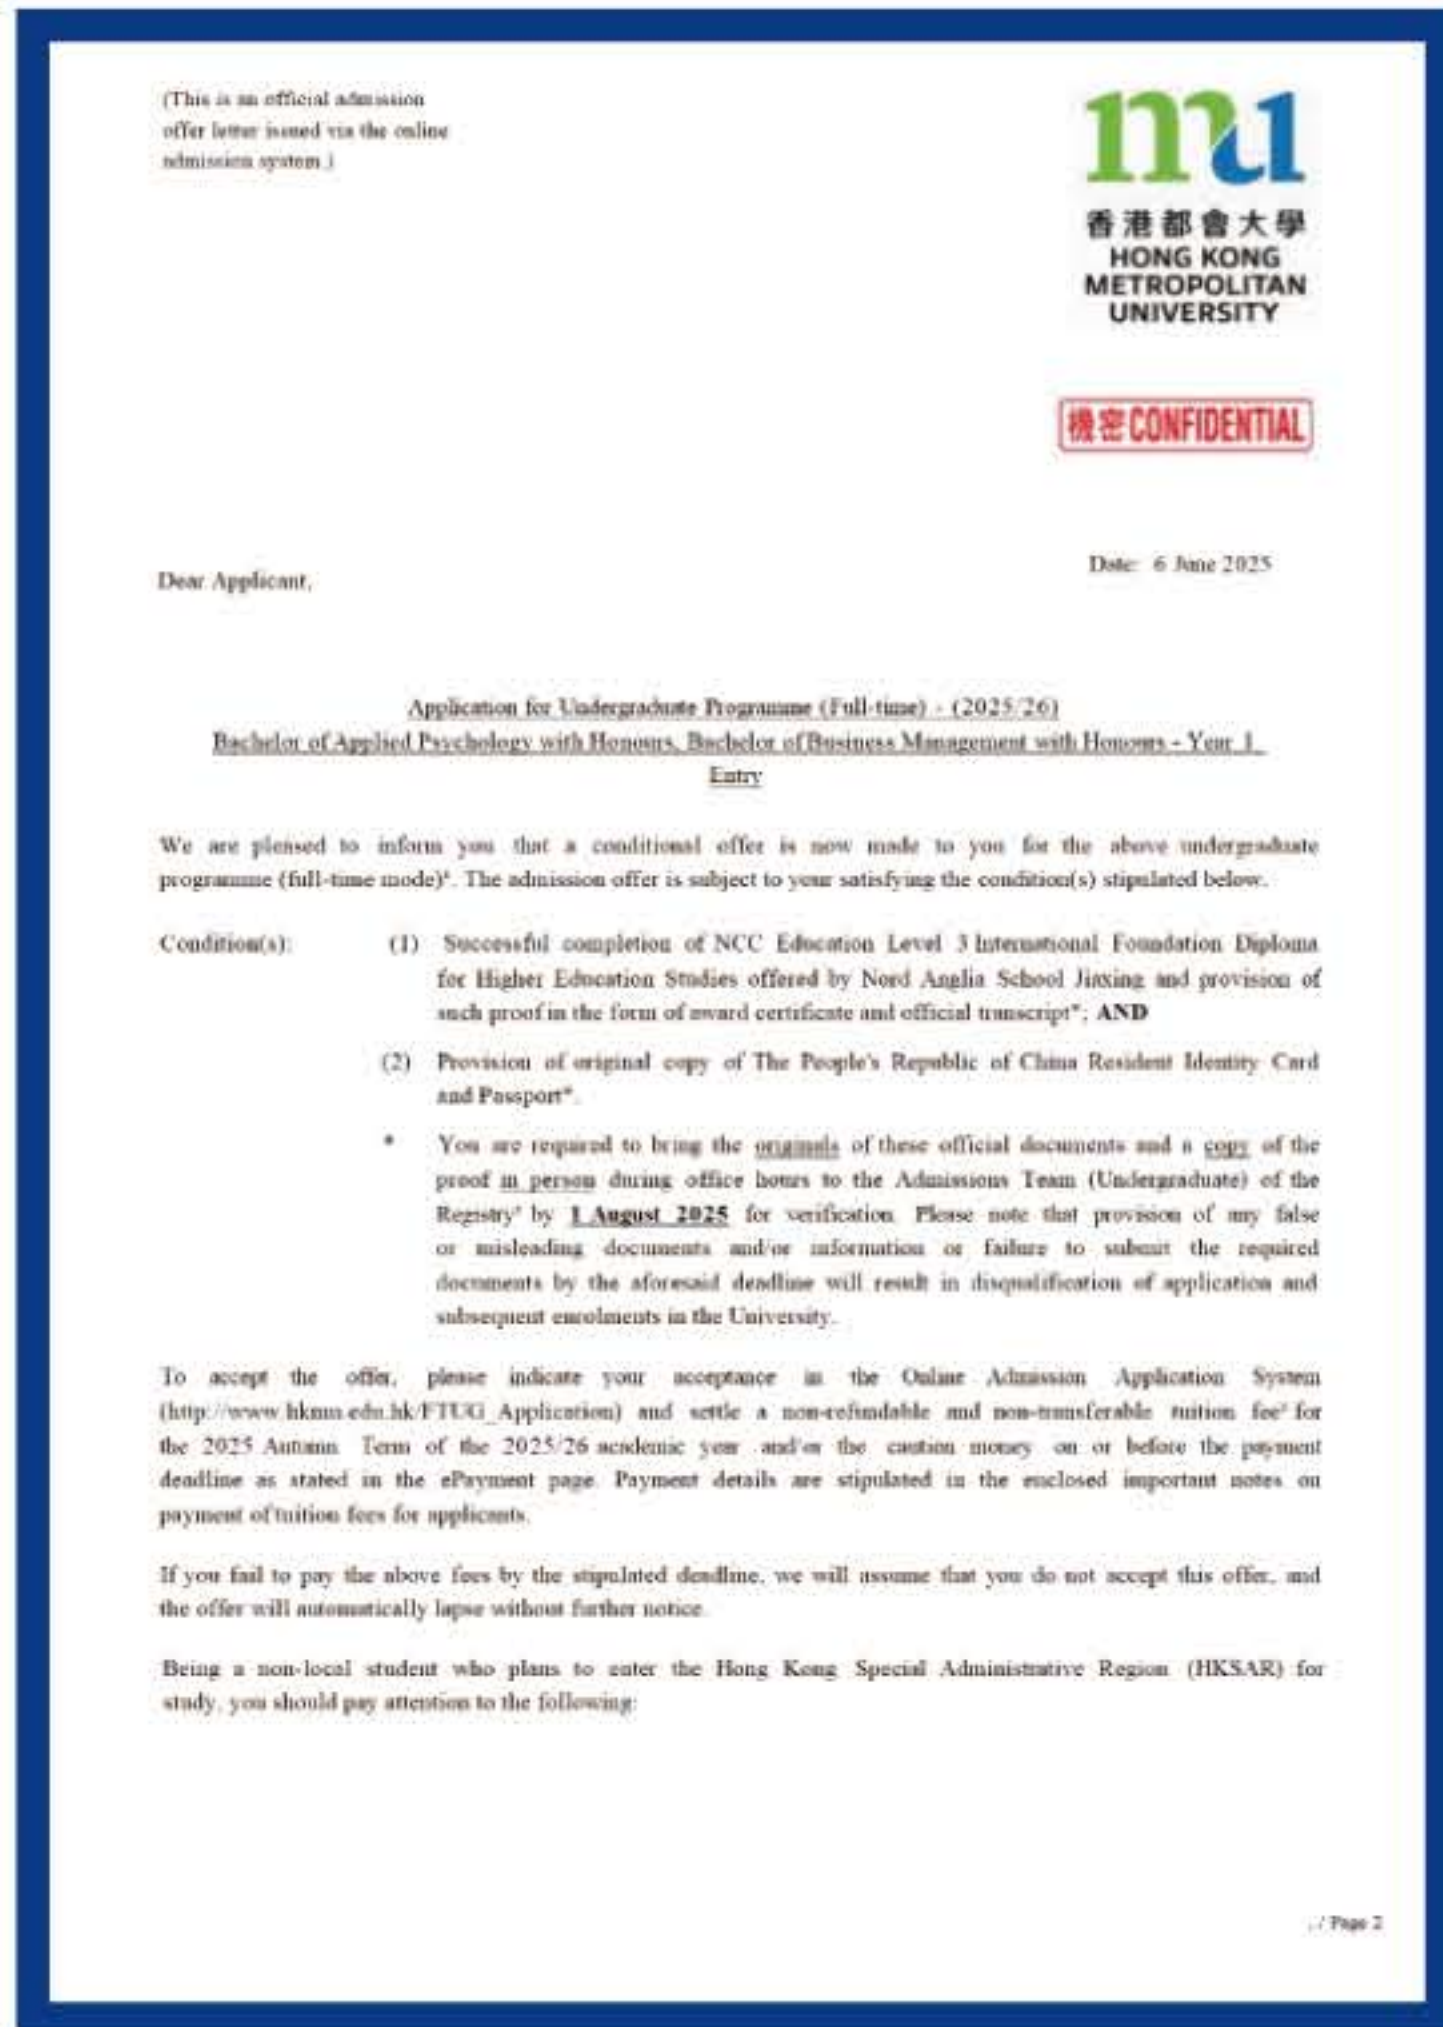 (This is an official admission
offer letter issued via the online
admission system.)
mu
香港都會大學
HONG KONG
METROPOLITAN
UNIVERSITY
機密 CONFIDENTIAL
Date: 6 June 2025
Dear Applicant,
Application for Undergraduate Programme (Full-time) - (2025/26)
Bachelor of Applied Psychology with Honours, Bachelor of Business Management with Honours - Year 1
Entry
We are pleased to inform you that a conditional offer is now made to you for the above undergraduate
programme (full-time mode). The admission offer is subject to your satisfying the condition(s) stipulated below.
Condition(s): (1) Successful completion of NCC Education Level 3 International Foundation Diploma
for Higher Education Studies offered by Nord Anglia School Jiaxing and provision of
such proof in the form of award certificate and official transcript*; AND
(2) Provision of original copy of The People's Republic of China Resident Identity Card
and Passport*.
* You are required to bring the originals of these official documents and a copy of the
proof in person during office hours to the Admissions Team (Undergraduate) of the
Registry by 1 August 2025 for verification. Please note that provision of any false
or misleading documents and/or information or failure to submit the required
documents by the aforesaid deadline will result in disqualification of application and
subsequent enrolments in the University.
To accept the offer, please indicate your acceptance in the Online Admission Application System
(http://www.hkmu.edu.hk/FTUG_Application) and settle a non-refundable and non-transferable tuition fee for
the 2025 Autumn Term of the 2025/26 academic year and/or the caution money on or before the payment
deadline as stated in the ePayment page. Payment details are stipulated in the enclosed important notes on
payment of tuition fees for applicants.
If you fail to pay the above fees by the stipulated deadline, we will assume that you do not accept this offer, and
the offer will automatically lapse without further notice.
Being a non-local student who plans to enter the Hong Kong Special Administrative Region (HKSAR) for
study, you should pay attention to the following:
../ Page 2